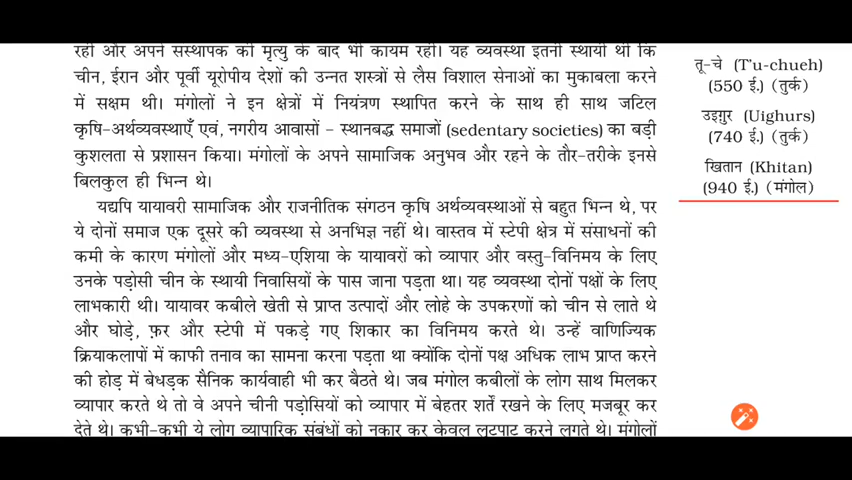 रही और अपने संस्थापक की मृत्यु के बाद भी कायम रही। यह व्यवस्था इतनी स्थायी थी कि
चीन, ईरान और पूर्वी यूरोपीय देशों की उन्नत शस्त्रों से लैस विशाल सेनाओं का मुकाबला करने
में सक्षम थी। मंगोलों ने इन क्षेत्रों में नियंत्रण स्थापित करने के साथ ही साथ जटिल
कृषि-अर्थव्यवस्थाएँ एवं, नगरीय आवासों – स्थानबद्ध समाजों (sedentary societies) का बड़ी
कुशलता से प्रशासन किया। मंगोलों के अपने सामाजिक अनुभव और रहने के तौर-तरीके इनसे
बिलकुल ही भिन्न थे।
यद्यपि यायावरी सामाजिक और राजनीतिक संगठन कृषि अर्थव्यवस्थाओं से बहुत भिन्न थे, पर
ये दोनों समाज एक दूसरे की व्यवस्था से अनभिज्ञ नहीं थे। वास्तव में स्टेपी क्षेत्र में संसाधनों की
कमी के कारण मंगोलों और मध्य-एशिया के यायावरों को व्यापार और वस्तु-विनिमय के लिए
उनके पड़ोसी चीन के स्थायी निवासियों के पास जाना पड़ता था। यह व्यवस्था दोनों पक्षों के लिए
लाभकारी थी। यायावर कबीले खेती से प्राप्त उत्पादों और लोहे के उपकरणों को चीन से लाते थे
और घोड़े, फ़र और स्टेपी में पकड़े गए शिकार का विनिमय करते थे। उन्हें वाणिज्यिक
क्रियाकलापों में काफी तनाव का सामना करना पड़ता था क्योंकि दोनों पक्ष अधिक लाभ प्राप्त करने
की होड़ में बेधड़क सैनिक कार्यवाही भी कर बैठते थे। जब मंगोल कबीलों के लोग साथ मिलकर
व्यापार करते थे तो वे अपने चीनी पड़ोसियों को व्यापार में बेहतर शर्तें रखने के लिए मजबूर कर
देते थे। कभी-कभी ये लोग व्यापारिक संबंधों को नकार कर केवल लूटपाट करने लगते थे। मंगोलों
तू-चे (T'u-chueh)
(550 ई.) (तुर्क)
उइग़ुर (Uighurs)
(740 ई.) (तुर्क)
खितान (Khitan)
(940 ई.) (मंगोल)